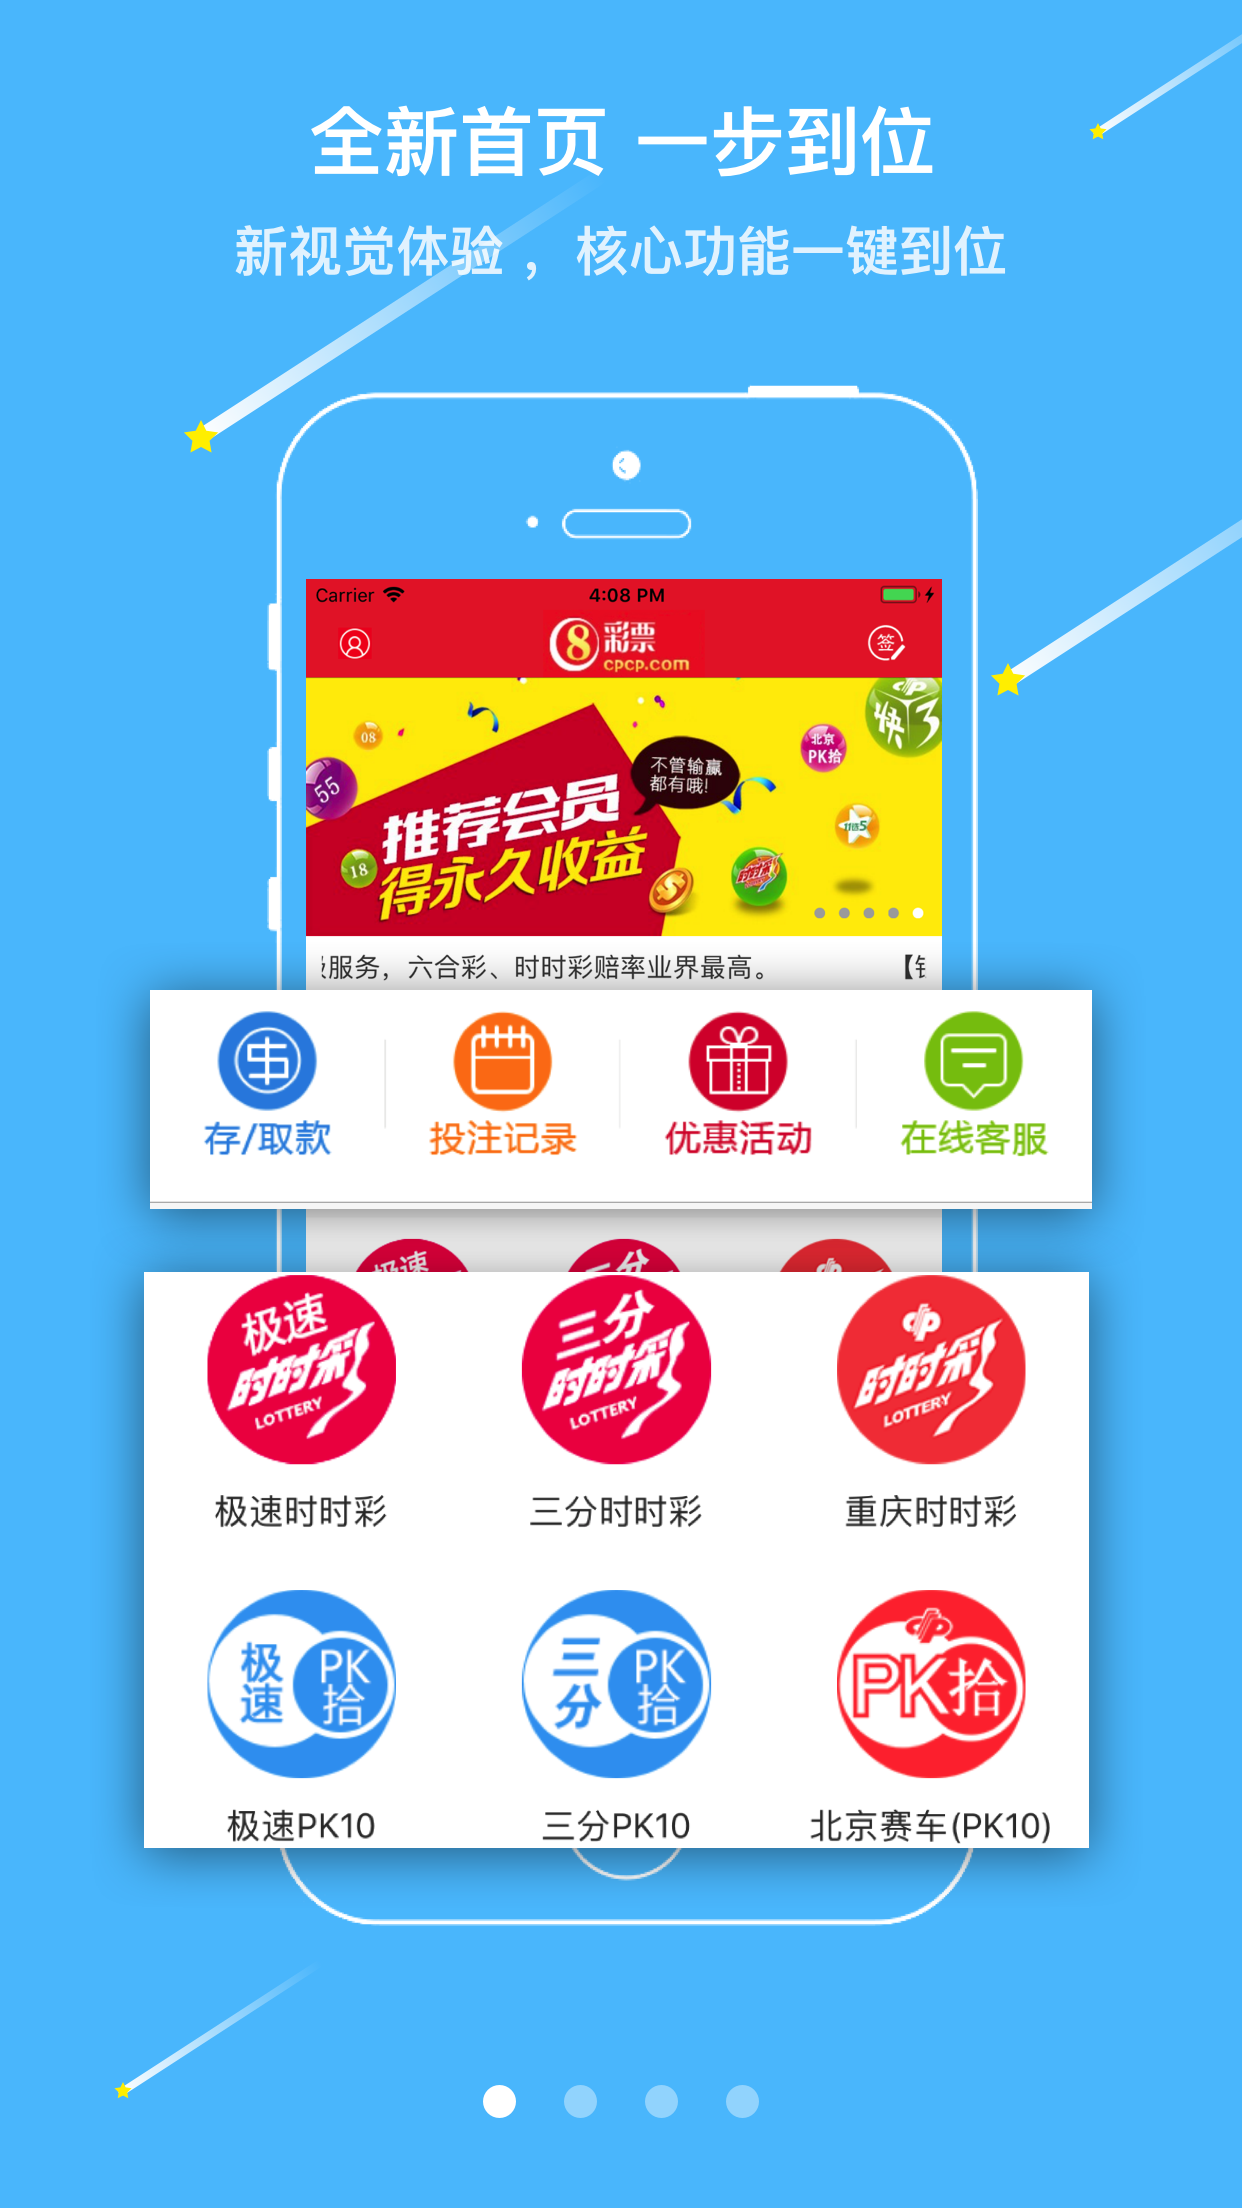 全新首页 一步到位
新视觉体验，核心功能一键到位
Carrier 4:08 PM
8彩票 签
cpcp.com
快3
08
北京
PK拾
不管输赢
都有哦!
55
推荐会员
11选5
得永久收益
18
时时彩
服务，六合彩、时时彩赔率业界最高。 【
存/取款 投注记录 优惠活动 在线客服
极速 三分
极速 三分
时时彩 时时彩 时时彩
LOTTERY LOTTERY LOTTERY
极速时时彩 三分时时彩 重庆时时彩
极速 PK拾 三分 PK拾 PK拾
极速PK10 三分PK10 北京赛车(PK10)